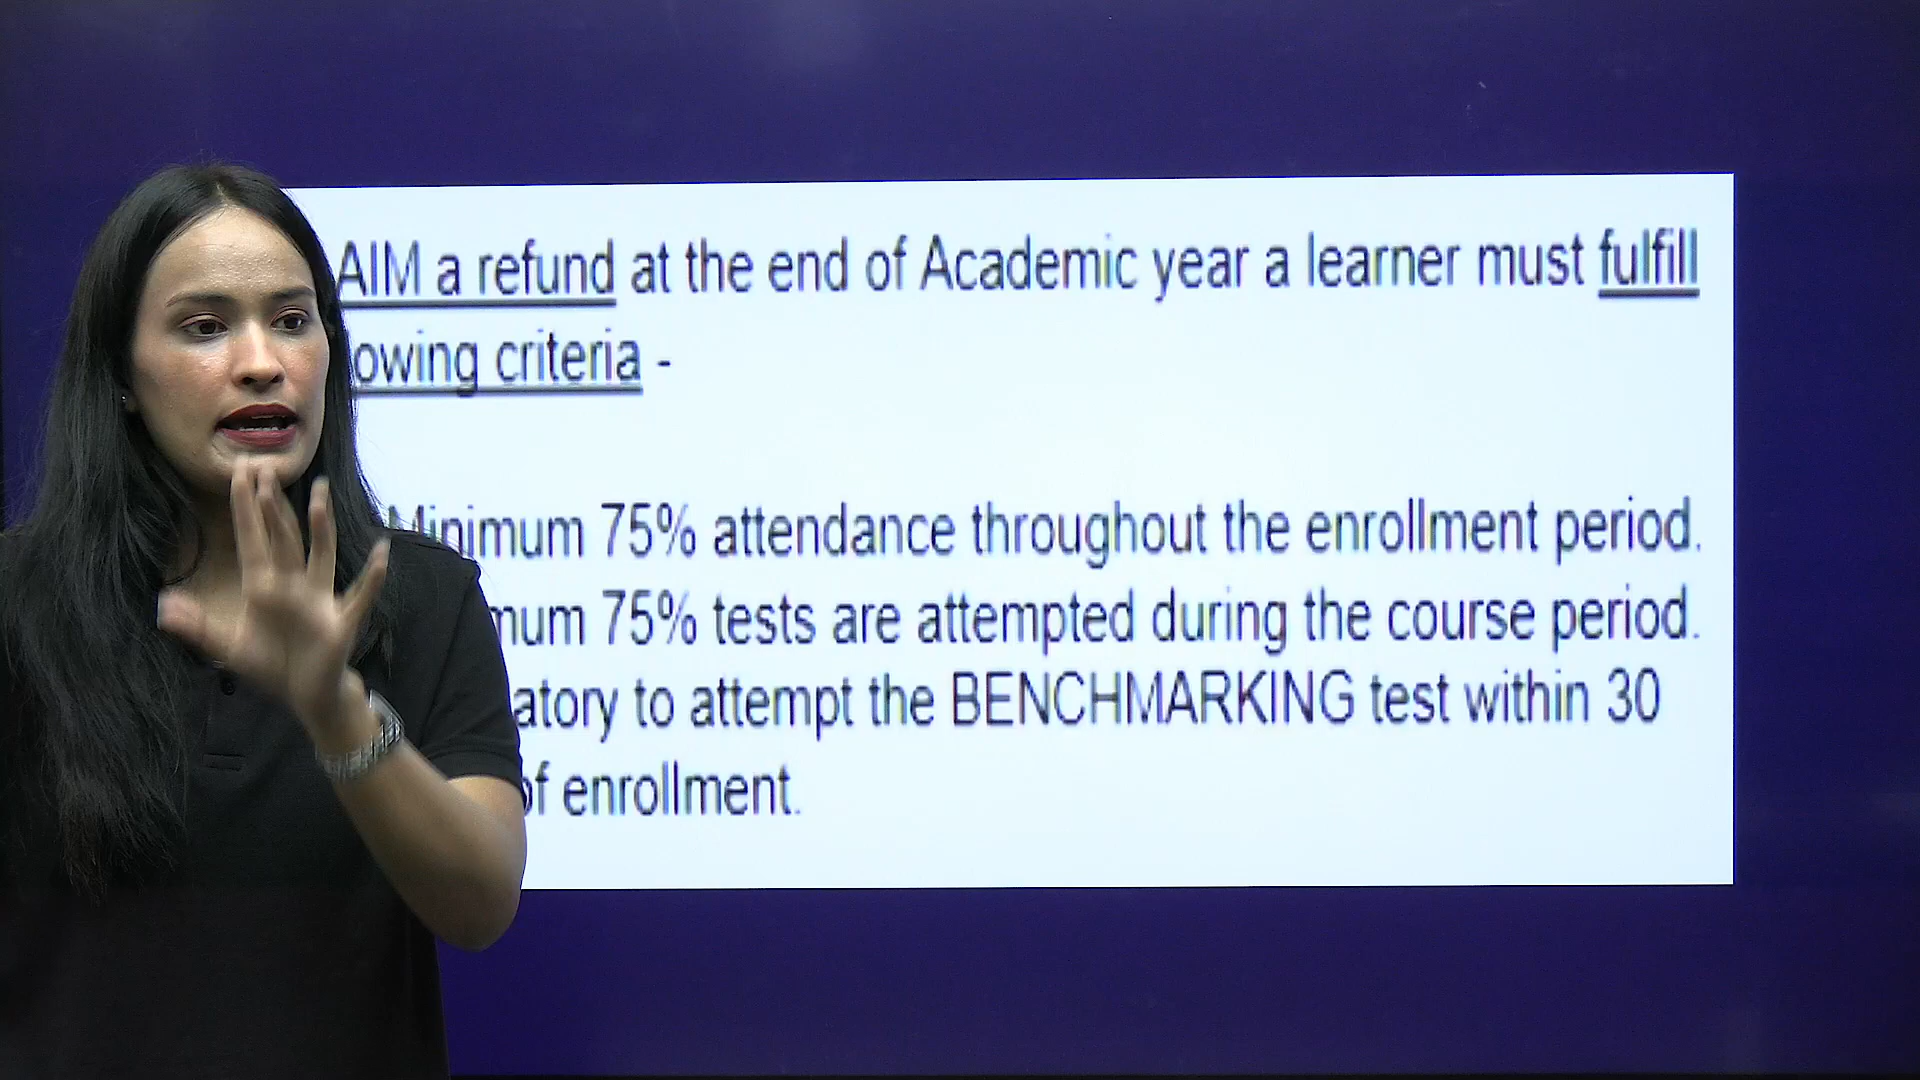 AIM a refund at the end of Academic year a learner must fulfill
owing criteria -
Minimum 75% attendance throughout the enrollment period.
mum 75% tests are attempted during the course period.
atory to attempt the BENCHMARKING test within 30
of enrollment.